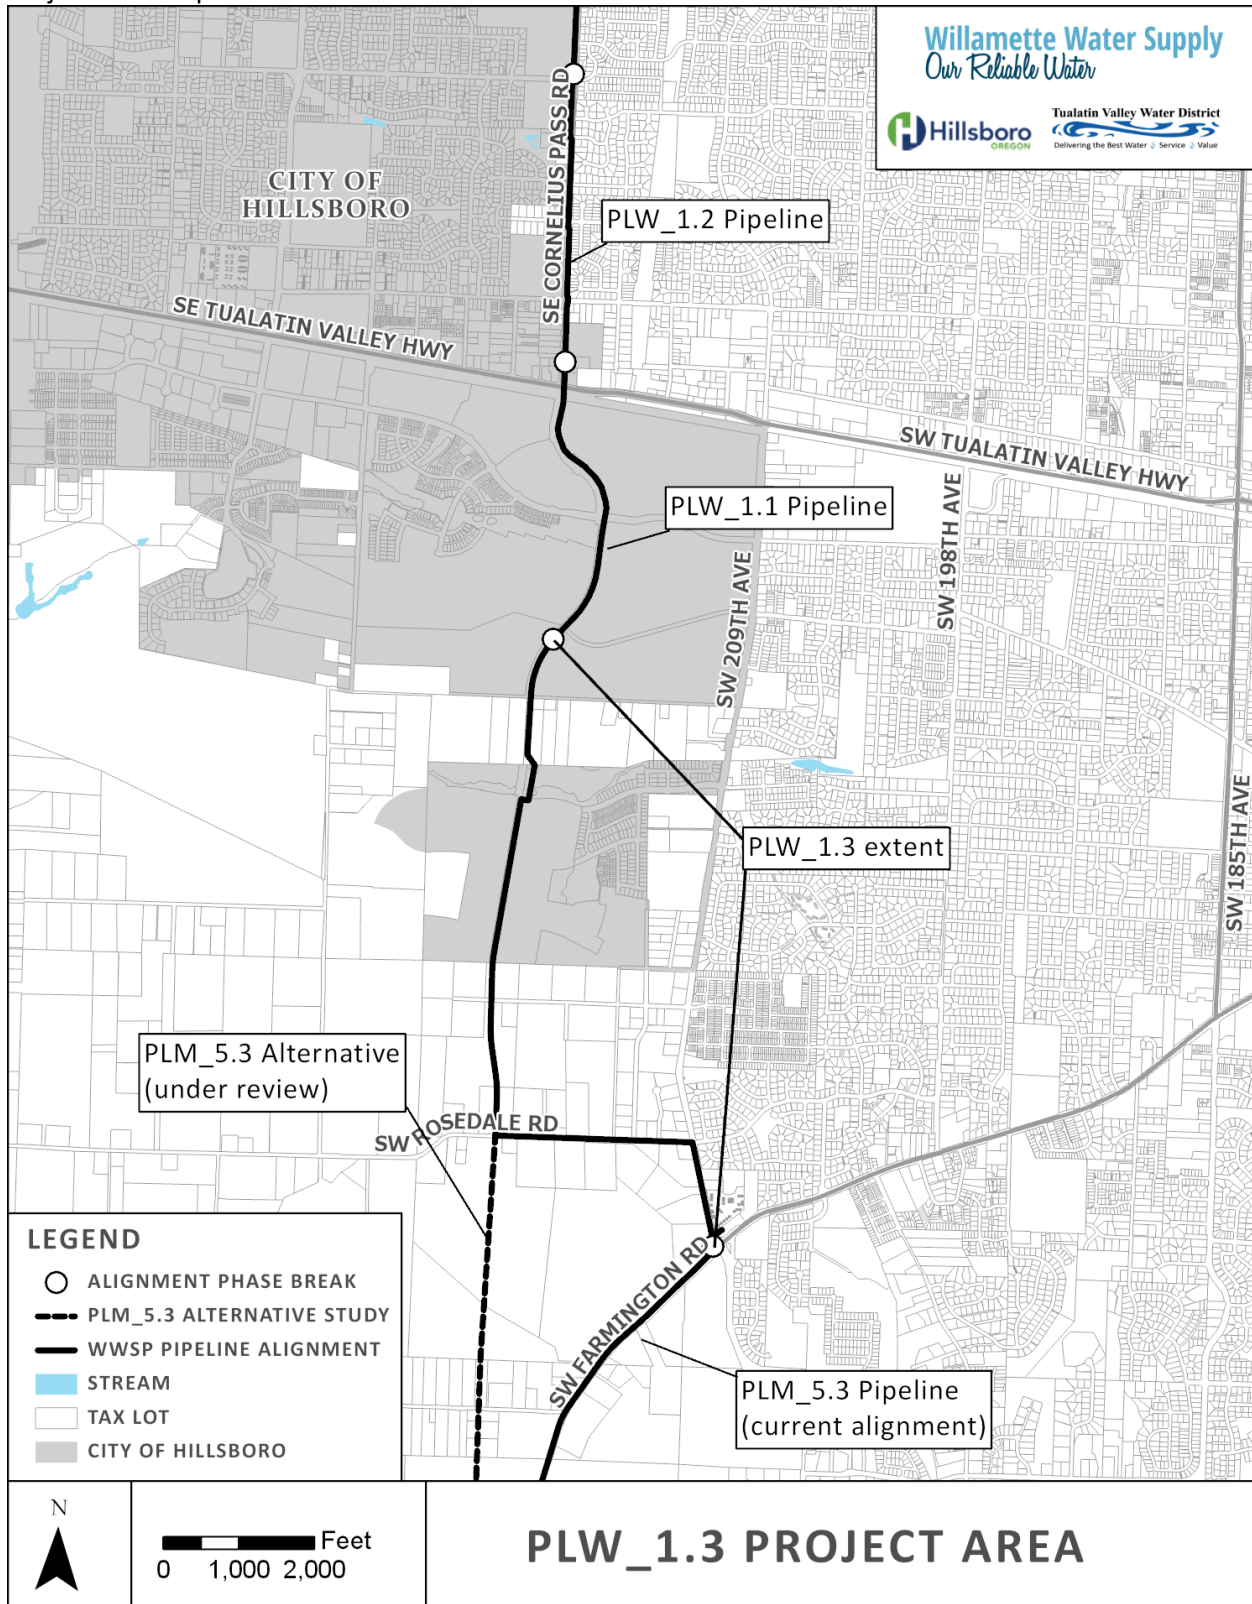 Willamette Water Supply
Our Reliable Water
Hillsboro
OREGON
Tualatin Valley Water District
Delivering the Best Water Service Value
SE CORNELIUS PASS RD
CITY OF
HILLSBORO
PLW_1.2 Pipeline
SE TUALATIN VALLEY HWY
SW TUALATIN VALLEY HWY
PLW_1.1 Pipeline
SW 198TH AVE
SW 209TH AVE
SW 185TH AVE
PLW_1.3 extent
PLM_5.3 Alternative
(under review)
SW ROSEDALE RD
SW FARMINGTON RD
PLM_5.3 Pipeline
(current alignment)
LEGEND
ALIGNMENT PHASE BREAK
PLM_5.3 ALTERNATIVE STUDY
WWSP PIPELINE ALIGNMENT
STREAM
TAX LOT
CITY OF HILLSBORO
N
Feet
0 1,000 2,000
PLW_1.3 PROJECT AREA